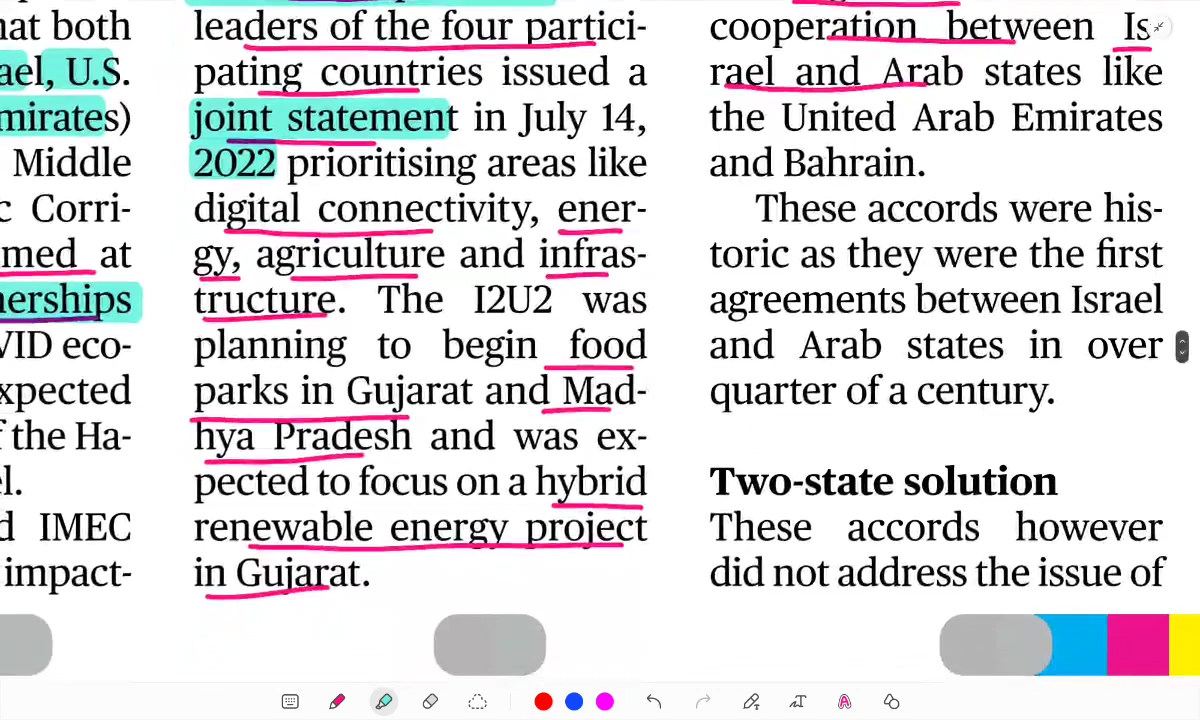 at both
ael, U.S.
mirates)
Middle
Corri-
med at
erships
VID eco-
xpected
f the Ha-
el.
IMEC
impact-
leaders of the four partici-
pating countries issued a
joint statement in July 14,
2022 prioritising areas like
digital connectivity, ener-
gy, agriculture and infras-
tructure. The I2U2 was
planning to begin food
parks in Gujarat and Mad-
hya Pradesh and was ex-
pected to focus on a hybrid
renewable energy project
in Gujarat.
cooperation between Is-
rael and Arab states like
the United Arab Emirates
and Bahrain.
These accords were his-
toric as they were the first
agreements between Israel
and Arab states in over
quarter of a century.
Two-state solution
These accords however
did not address the issue of